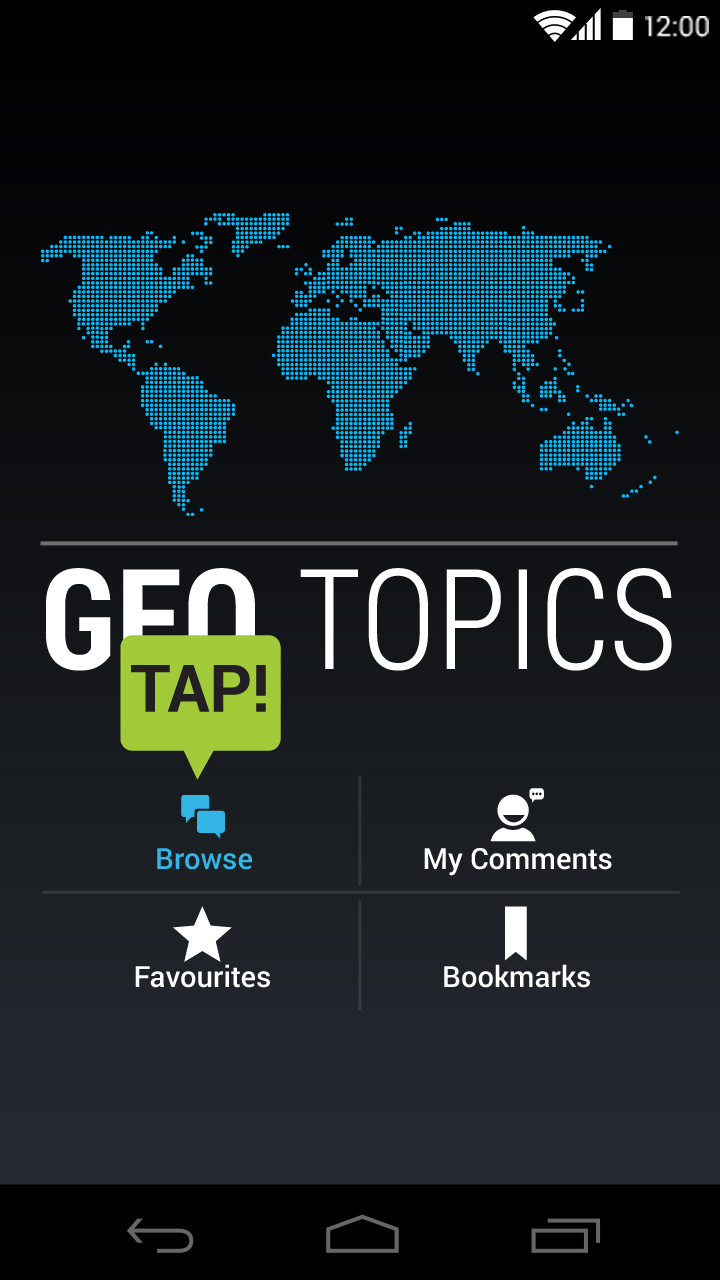 12:00
GEO TOPICS
TAP!
Browse
My Comments
Favourites
Bookmarks